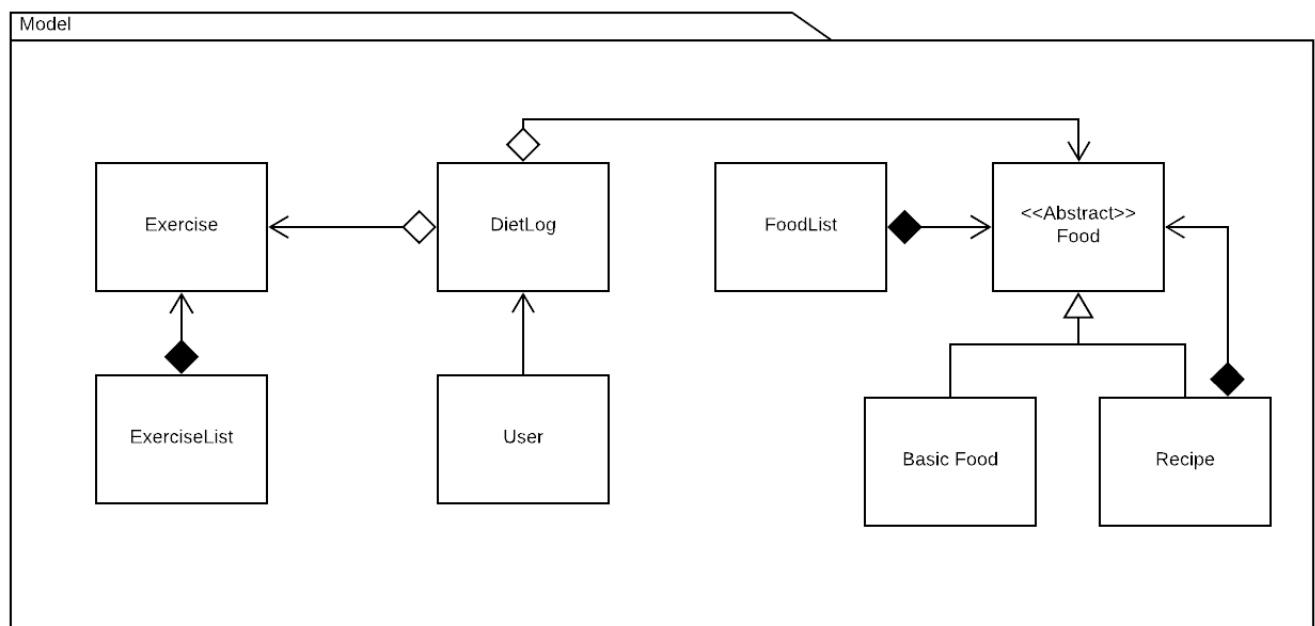 Model
Exercise
DietLog
FoodList
<<Abstract>>
Food
ExerciseList
User
Basic Food
Recipe